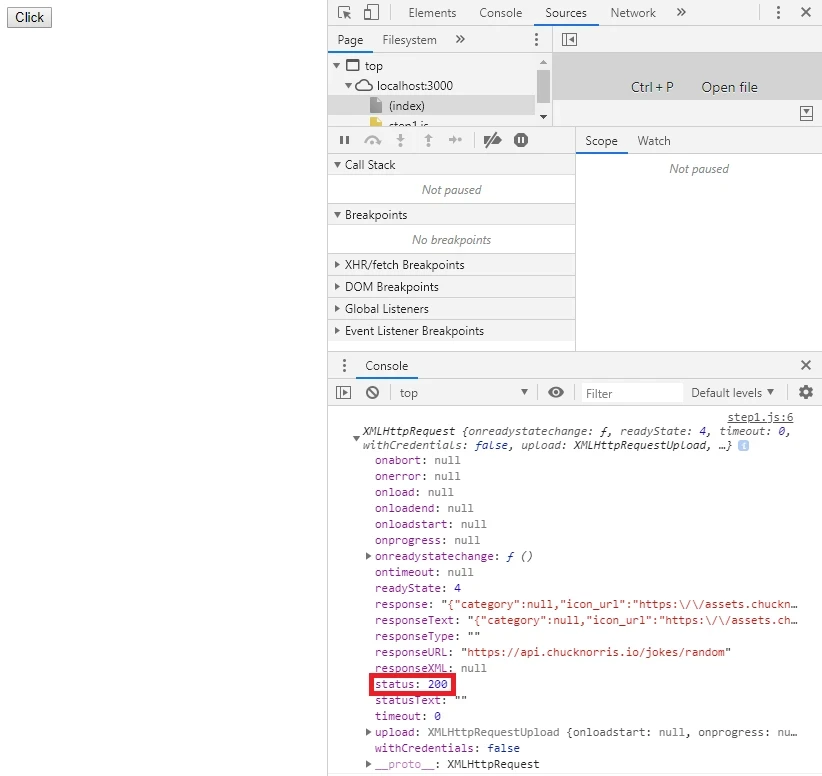 Click
Elements Console Sources Network »
Page Filesystem »
top
localhost:3000
(index)
step1.js
Ctrl + P Open file
Scope Watch
Call Stack
Not paused
Not paused
Breakpoints
No breakpoints
XHR/fetch Breakpoints
DOM Breakpoints
Global Listeners
Event Listener Breakpoints
Console
top Filter Default levels
step1.js:6
XMLHttpRequest {onreadystatechange: ƒ, readyState: 4, timeout: 0,
withCredentials: false, upload: XMLHttpRequestUpload, …} i
onabort: null
onerror: null
onload: null
onloadend: null
onloadstart: null
onprogress: null
onreadystatechange: ƒ ()
ontimeout: null
readyState: 4
response: "{"category":null,"icon_url":"https:\/\/assets.chuckn…
responseText: "{"category":null,"icon_url":"https:\/\/assets.ch…
responseType: ""
responseURL: "https://api.chucknorris.io/jokes/random"
responseXML: null
status: 200
statusText: ""
timeout: 0
upload: XMLHttpRequestUpload {onloadstart: null, onprogress: nu…
withCredentials: false
__proto__: XMLHttpRequest